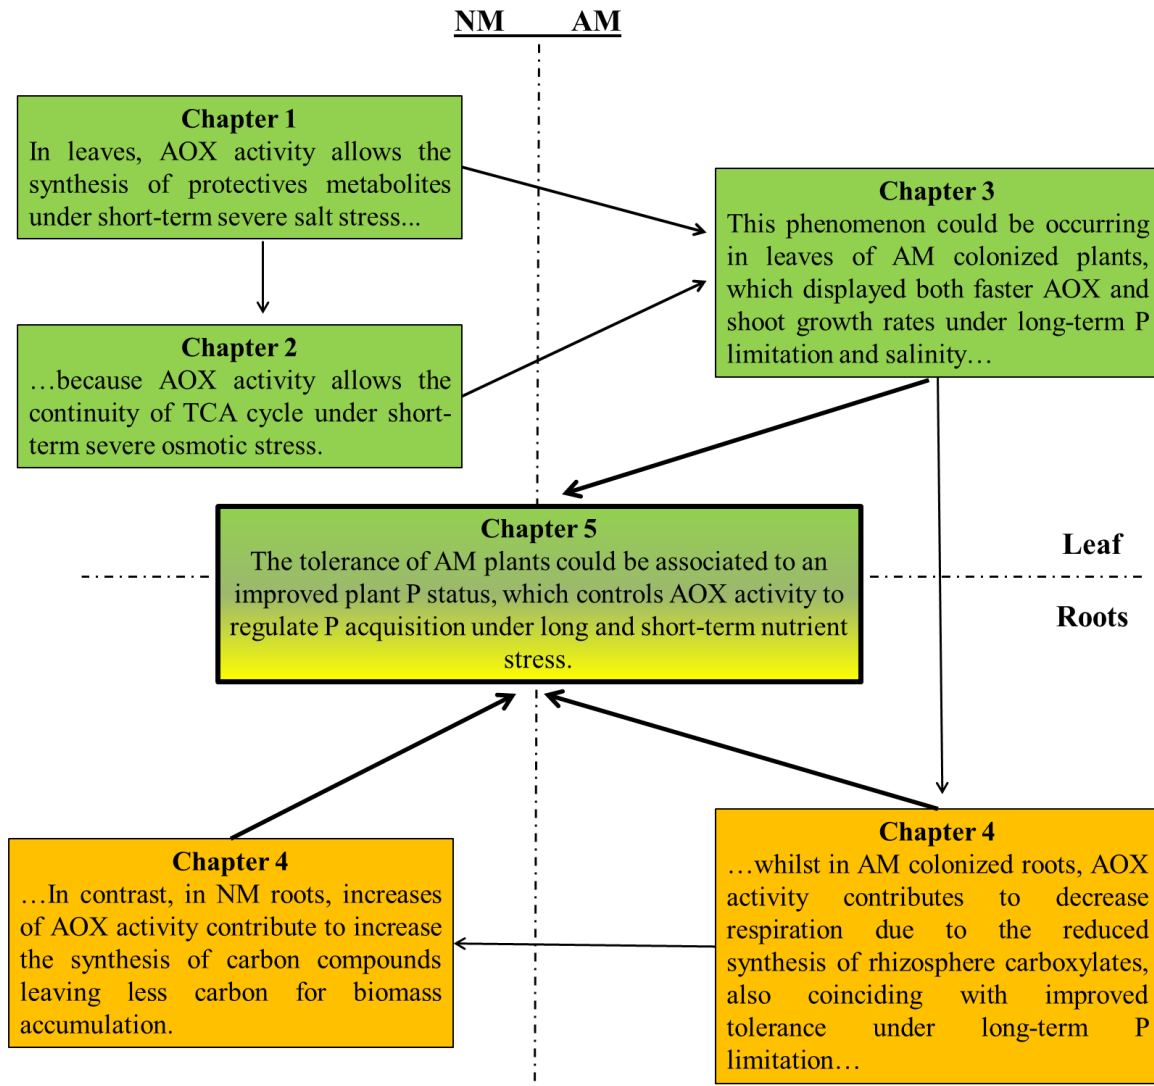 NM AM
Chapter 1
In leaves, AOX activity allows the
synthesis of protectives metabolites
under short-term severe salt stress...
Chapter 3
This phenomenon could be occurring
in leaves of AM colonized plants,
which displayed both faster AOX and
shoot growth rates under long-term P
limitation and salinity…
Chapter 2
…because AOX activity allows the
continuity of TCA cycle under short-
term severe osmotic stress.
Chapter 5
The tolerance of AM plants could be associated to an
improved plant P status, which controls AOX activity to
regulate P acquisition under long and short-term nutrient
stress.
Leaf
Roots
Chapter 4
…In contrast, in NM roots, increases
of AOX activity contribute to increase
the synthesis of carbon compounds
leaving less carbon for biomass
accumulation.
Chapter 4
…whilst in AM colonized roots, AOX
activity contributes to decrease
respiration due to the reduced
synthesis of rhizosphere carboxylates,
also coinciding with improved
tolerance under long-term P
limitation…